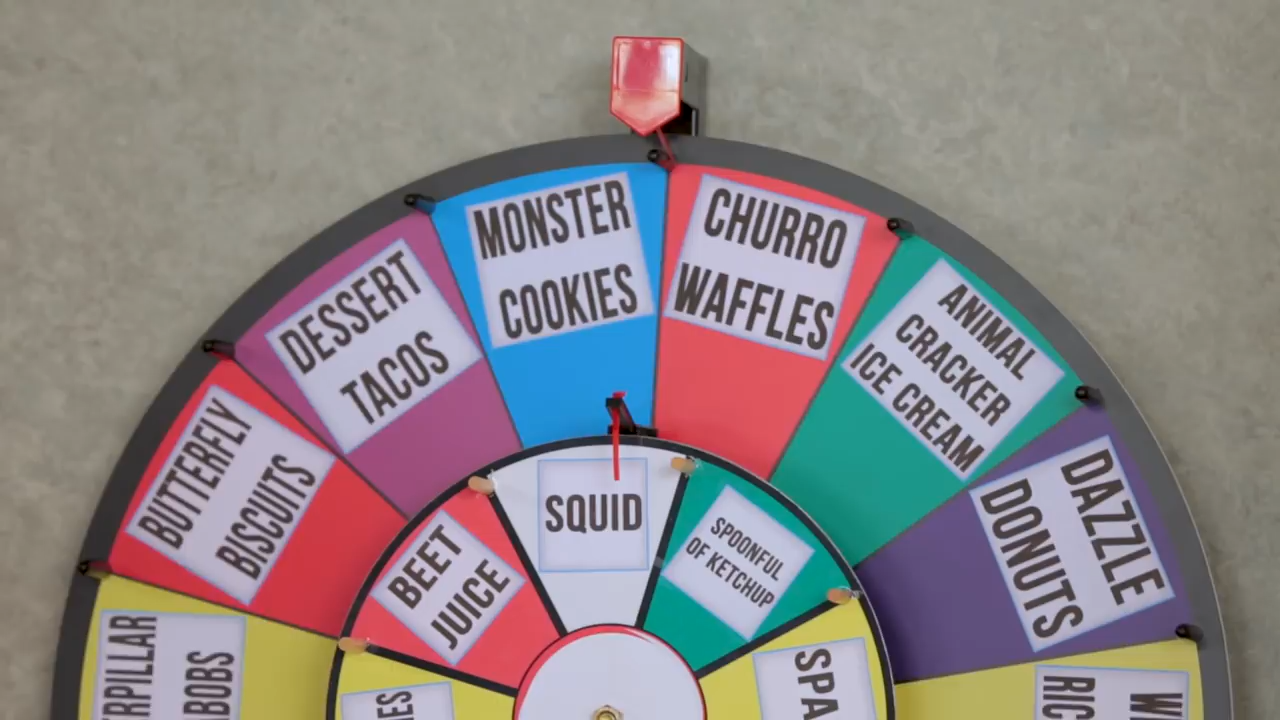 MONSTER
COOKIES
CHURRO
WAFFLES
DESSERT
TACOS
ANIMAL
CRACKER
ICE CREAM
BUTTERFLY
BISCUITS
DAZZLE
DONUTS
SQUID
SPOONFUL
OF KETCHUP
BEET
JUICE